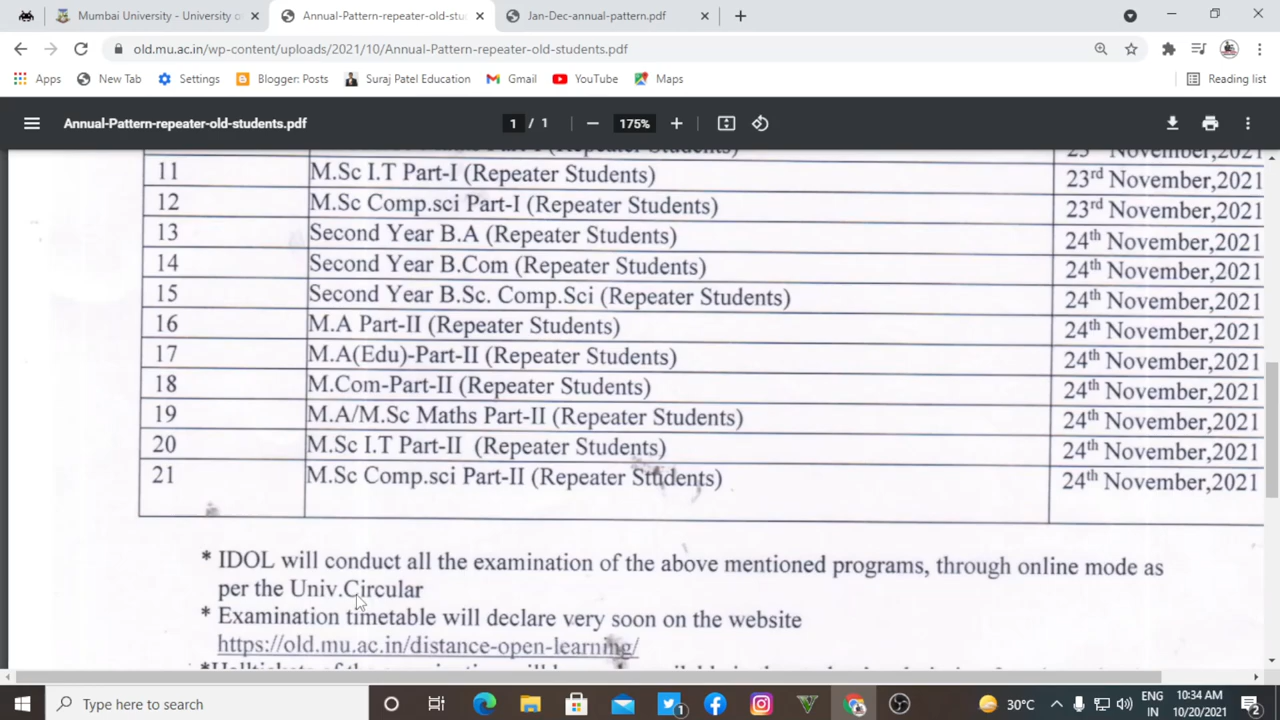 Mumbai University - University of
Annual-Pattern-repeater-old-stu
Jan-Dec-annual-pattern.pdf
old.mu.ac.in/wp-content/uploads/2021/10/Annual-Pattern-repeater-old-students.pdf
Apps New Tab Settings Blogger: Posts Suraj Patel Education Gmail YouTube Maps Reading list
Annual-Pattern-repeater-old-students.pdf 1 / 1 175%
11 M.Sc I.T Part-I (Repeater Students) 23rd November,2021
12 M.Sc Comp.sci Part-I (Repeater Students) 23rd November,2021
13 Second Year B.A (Repeater Students) 24th November,2021
14 Second Year B.Com (Repeater Students) 24th November,2021
15 Second Year B.Sc. Comp.Sci (Repeater Students) 24th November,2021
16 M.A Part-II (Repeater Students) 24th November,2021
17 M.A(Edu)-Part-II (Repeater Students) 24th November,2021
18 M.Com-Part-II (Repeater Students) 24th November,2021
19 M.A/M.Sc Maths Part-II (Repeater Students) 24th November,2021
20 M.Sc I.T Part-II (Repeater Students) 24th November,2021
21 M.Sc Comp.sci Part-II (Repeater Students) 24th November,2021
* IDOL will conduct all the examination of the above mentioned programs, through online mode as
per the Univ.Circular
* Examination timetable will declare very soon on the website
https://old.mu.ac.in/distance-open-learning/
Type here to search 1 30°C ENG IN 10:34 AM 10/20/2021 2